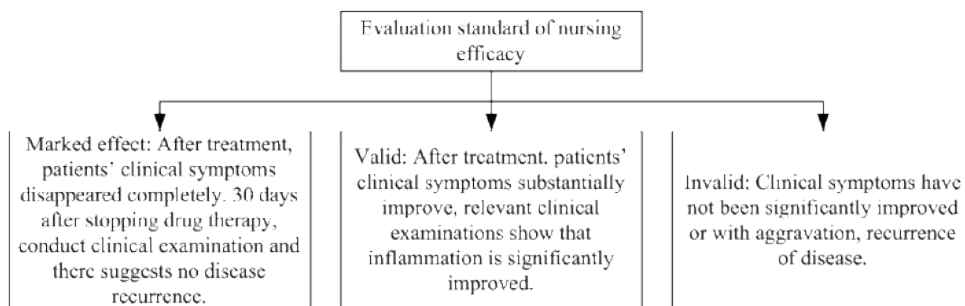 Evaluation standard of nursing
efficacy
Marked effect: After treatment,
patients’ clinical symptoms
disappeared completely. 30 days
after stopping drug therapy,
conduct clinical examination and
there suggests no disease
recurrence.
Valid: After treatment, patients’
clinical symptoms substantially
improve, relevant clinical
examinations show that
inflammation is significantly
improved.
Invalid: Clinical symptoms have
not been significantly improved
or with aggravation, recurrence
of disease.